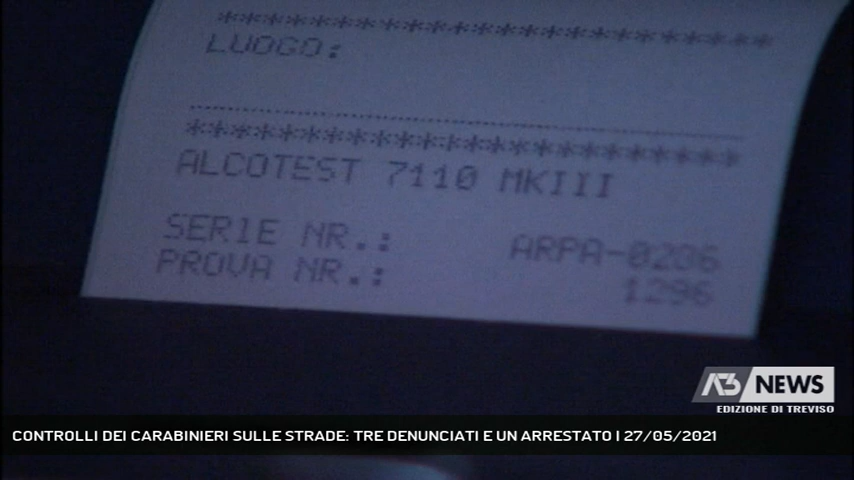 ********************************
LUOGO:
********************************
ALCOTEST 7110 MKIII
SERIE NR.: ARPA-0206
PROVA NR.: 1296
A3 NEWS
EDIZIONE DI TREVISO
CONTROLLI DEI CARABINIERI SULLE STRADE: TRE DENUNCIATI E UN ARRESTATO | 27/05/2021